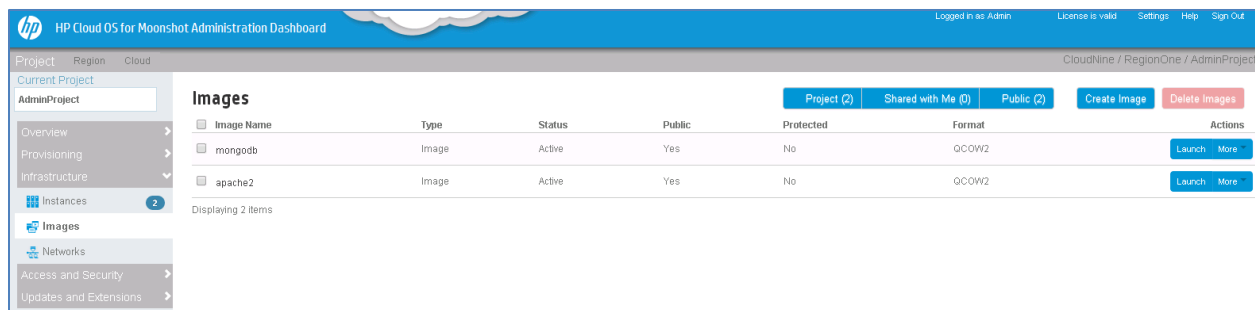 hp HP Cloud OS for Moonshot Administration Dashboard Logged in as Admin License is valid Settings Help Sign Out
Project Region Cloud CloudNine / RegionOne / AdminProject
Current Project
AdminProject
Images Project (2) Shared with Me (0) Public (2) Create Image Delete Images
Overview
Provisioning
Infrastructure
Instances 2
Images
Networks
Access and Security
Updates and Extensions
Image Name Type Status Public Protected Format Actions
mongodb Image Active Yes No QCOW2 Launch More
apache2 Image Active Yes No QCOW2 Launch More
Displaying 2 items